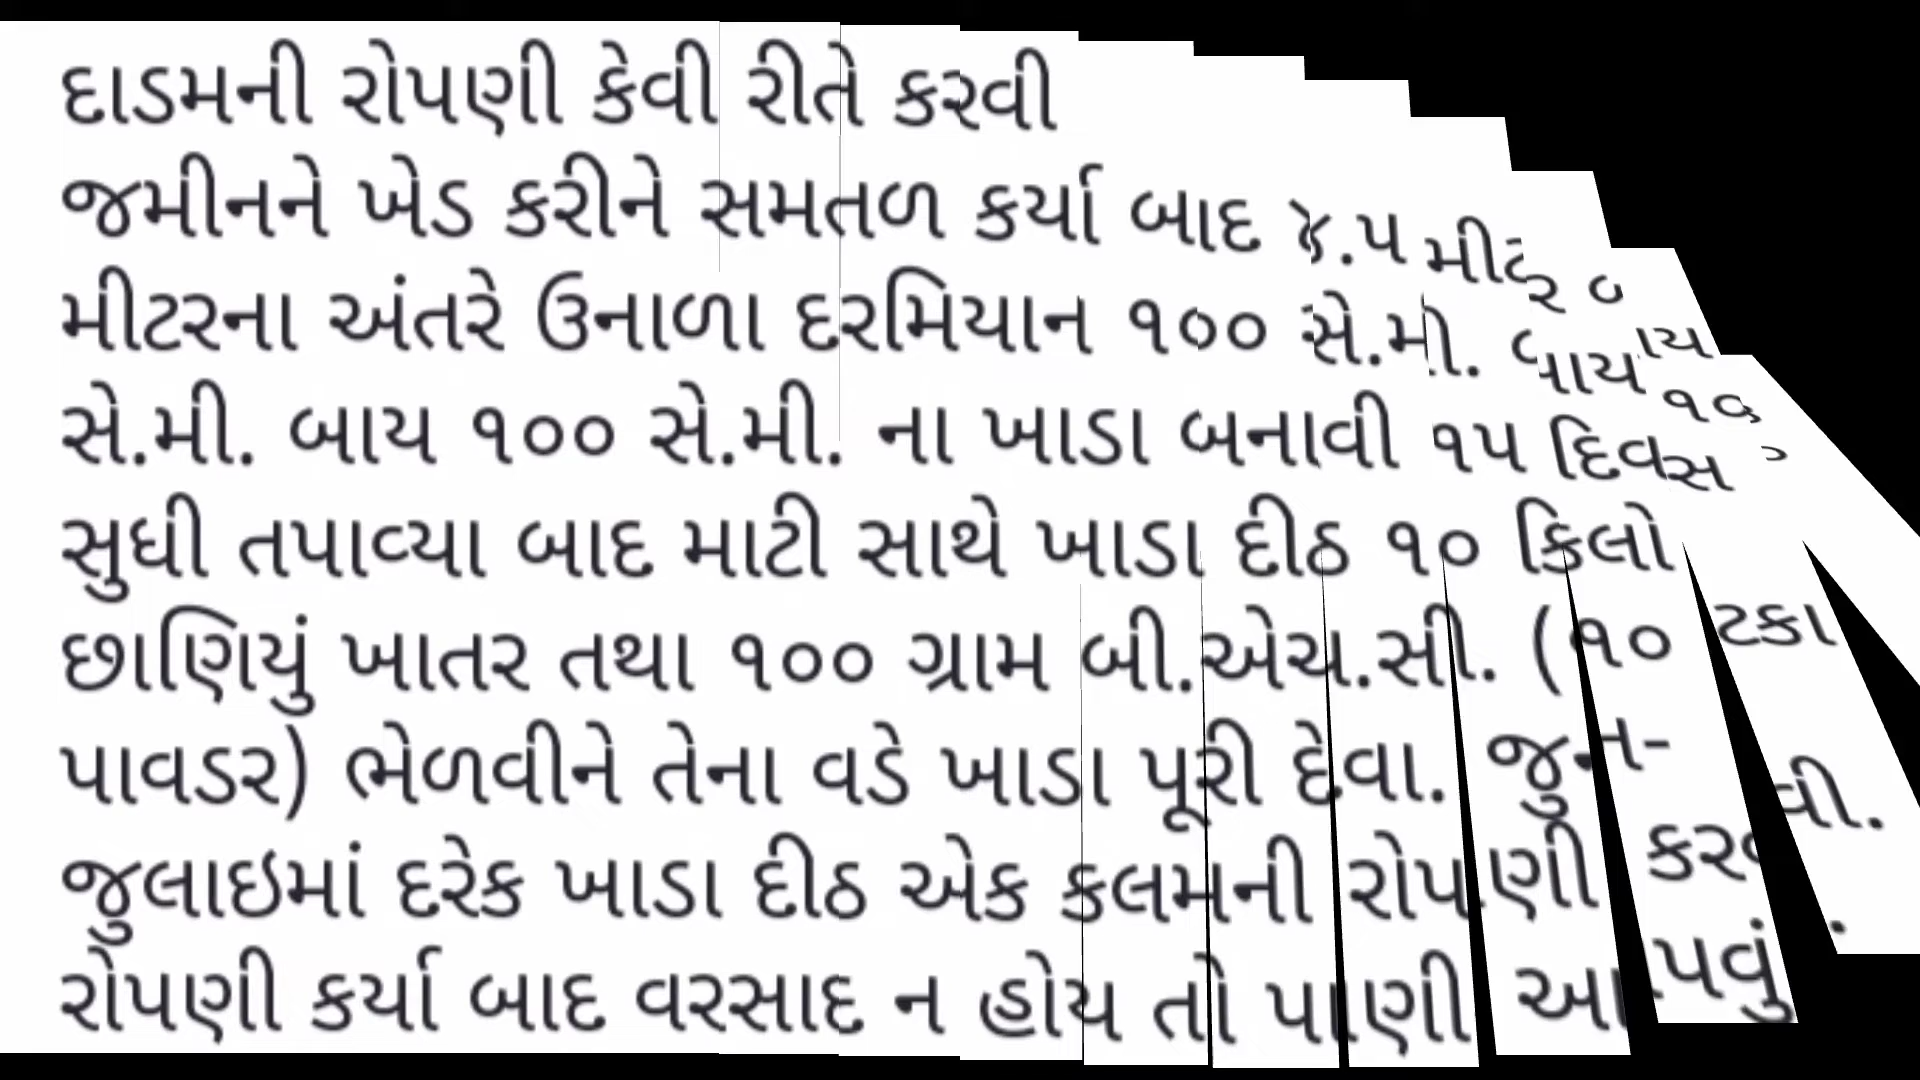 દાડમની રોપણી કેવી રીતે કરવી
જમીનને ખેડ કરીને સમતળ કર્યા બાદ ૪.૫ મીટર બાય
મીટરના અંતરે ઉનાળા દરમિયાન ૧૦૦ સે.મી. બાય ૧૦૦
સે.મી. બાય ૧૦૦ સે.મી. ના ખાડા બનાવી ૧૫ દિવસ
સુધી તપાવ્યા બાદ માટી સાથે ખાડા દીઠ ૧૦ કિલો
છાણિયું ખાતર તથા ૧૦૦ ગ્રામ બી.એચ.સી. (૧૦ ટકા
પાવડર) ભેળવીને તેના વડે ખાડા પૂરી દેવા. જુન-
જુલાઇમાં દરેક ખાડા દીઠ એક કલમની રોપણી કરવી.
રોપણી કર્યા બાદ વરસાદ ન હોય તો પાણી આપવું.